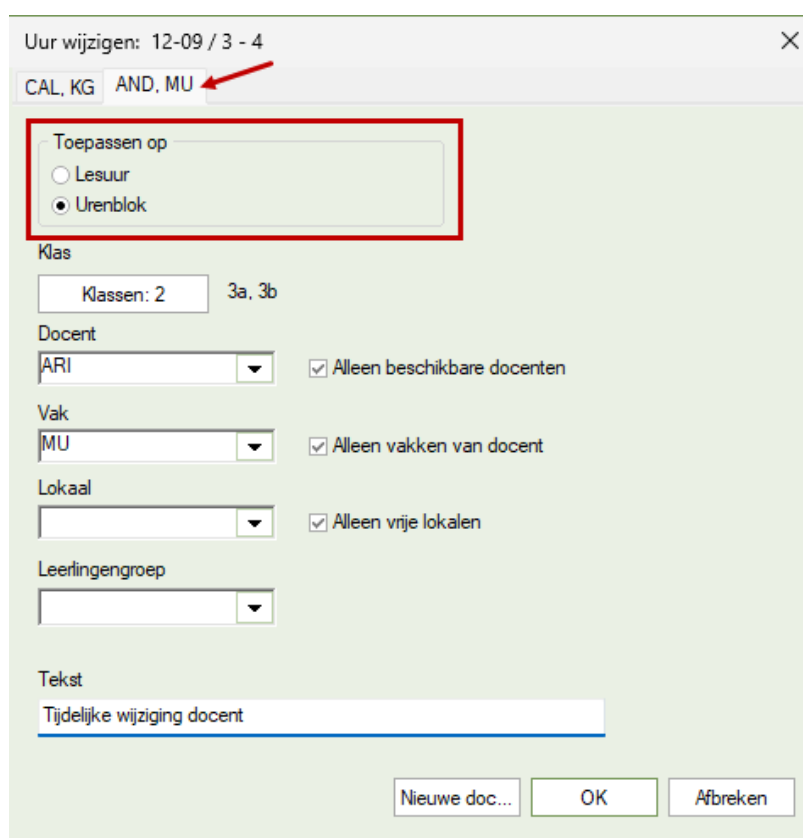 Uur wijzigen: 12-09 / 3 - 4
CAL, KG AND, MU
Toepassen op
Lesuur
Urenblok
Klas
Klassen: 2 3a, 3b
Docent
ARI Alleen beschikbare docenten
Vak
MU Alleen vakken van docent
Lokaal
Alleen vrije lokalen
Leerlingengroep
Tekst
Tijdelijke wijziging docent
Nieuwe doc... OK Afbreken